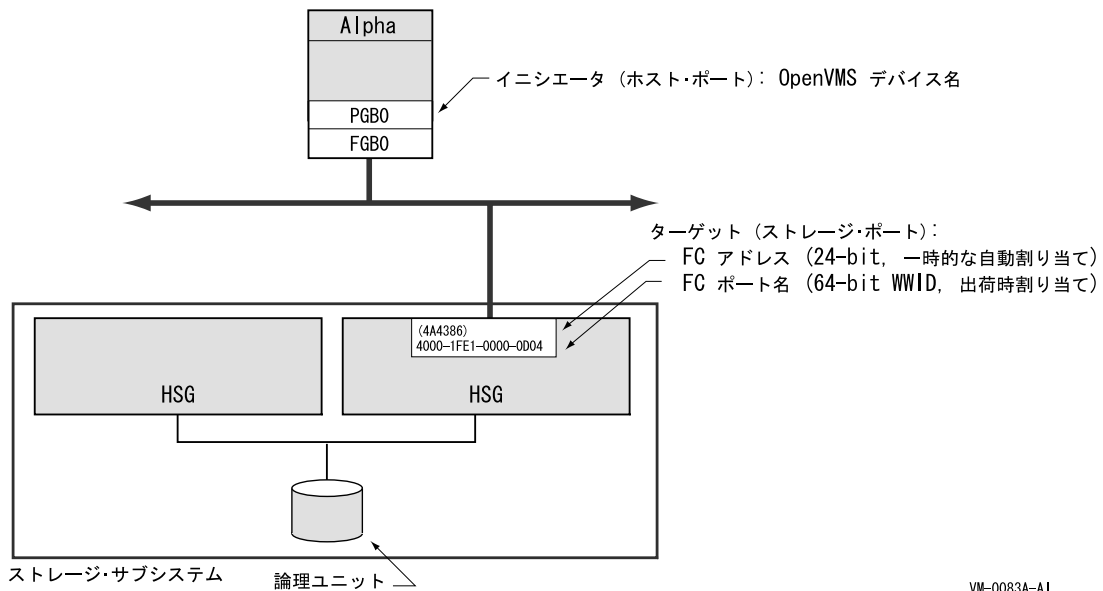 Alpha
イニシエータ (ホスト・ポート): OpenVMS デバイス名
PGB0
FGB0
ターゲット (ストレージ・ポート):
FC アドレス (24-bit, 一時的な自動割り当て)
FC ポート名 (64-bit WWID, 出荷時割り当て)
(4A4386)
4000-1FE1-0000-0D04
HSG
HSG
ストレージ・サブシステム
論理ユニット
VM-0083A-AI